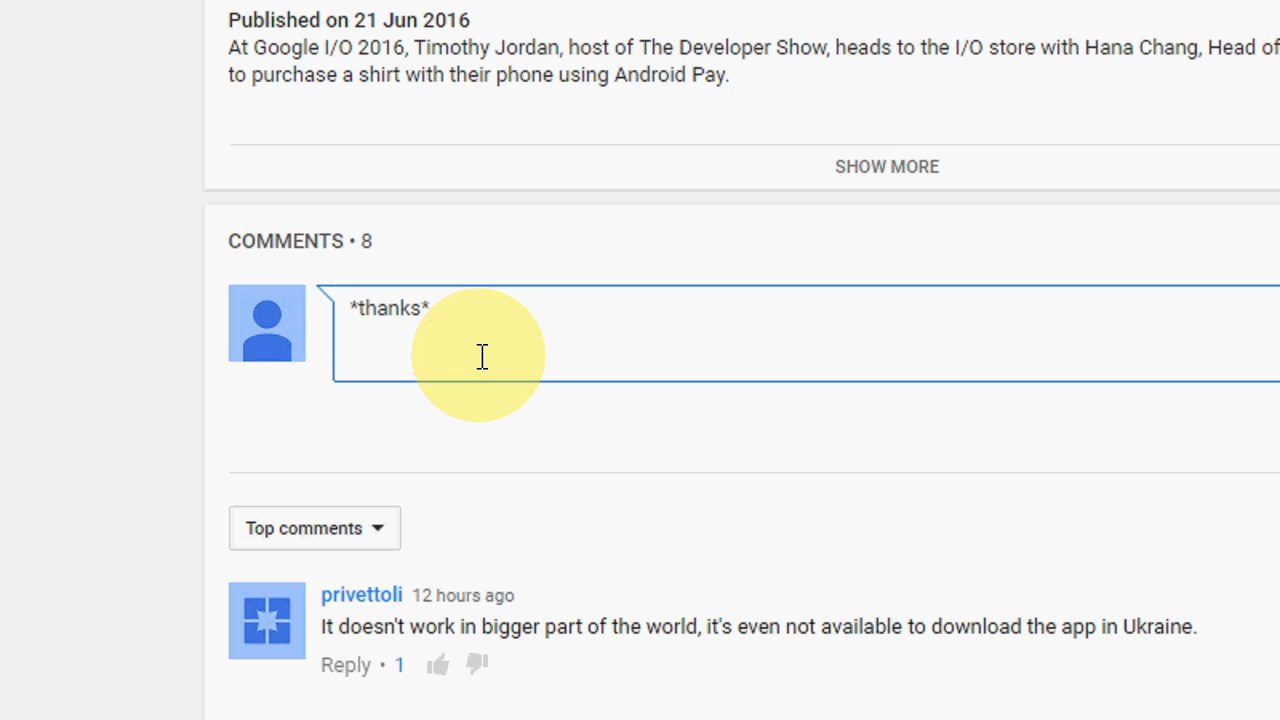 Published on 21 Jun 2016
At Google I/O 2016, Timothy Jordan, host of The Developer Show, heads to the I/O store with Hana Chang, Head of
to purchase a shirt with their phone using Android Pay.
SHOW MORE
COMMENTS • 8
*thanks*
Top comments
privettoli 12 hours ago
It doesn't work in bigger part of the world, it's even not available to download the app in Ukraine.
Reply • 1